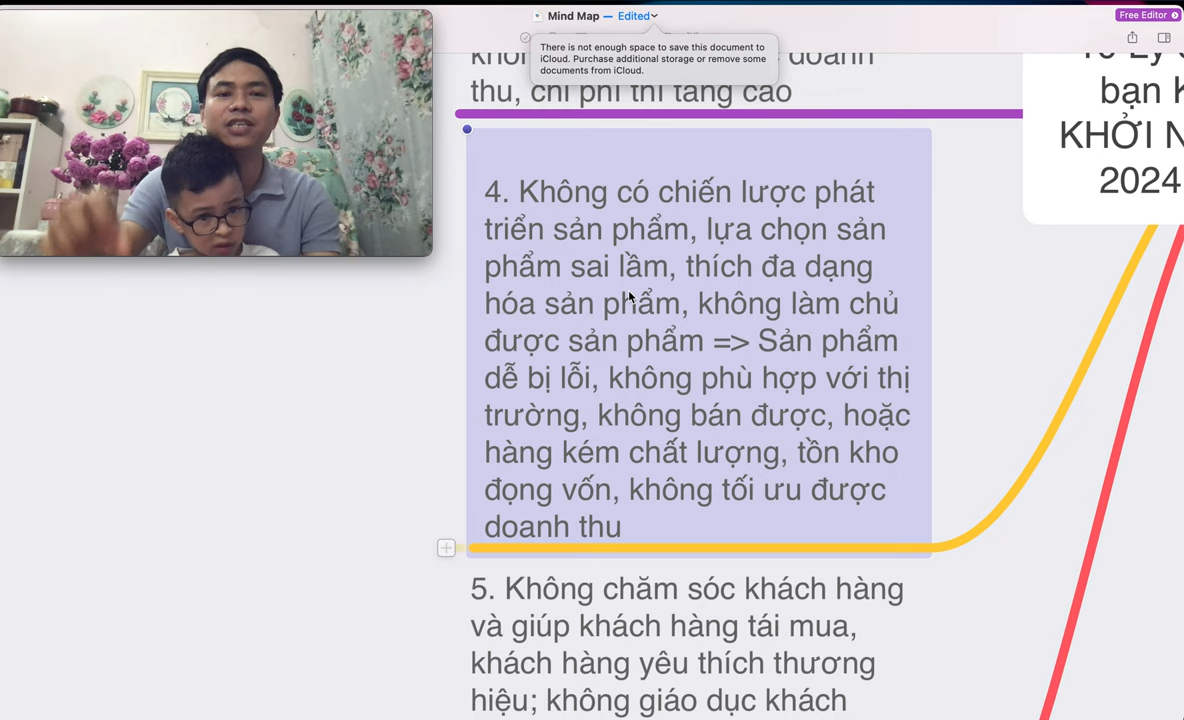 Mind Map — Edited
Free Editor
There is not enough space to save this document to
iCloud. Purchase additional storage or remove some
documents from iCloud.
doanh
thu, chi phí thì tăng cao
bạn
KHỞI
2024
4. Không có chiến lược phát
triển sản phẩm, lựa chọn sản
phẩm sai lầm, thích đa dạng
hóa sản phẩm, không làm chủ
được sản phẩm => Sản phẩm
dễ bị lỗi, không phù hợp với thị
trường, không bán được, hoặc
hàng kém chất lượng, tồn kho
đọng vốn, không tối ưu được
doanh thu
5. Không chăm sóc khách hàng
và giúp khách hàng tái mua,
khách hàng yêu thích thương
hiệu; không giáo dục khách